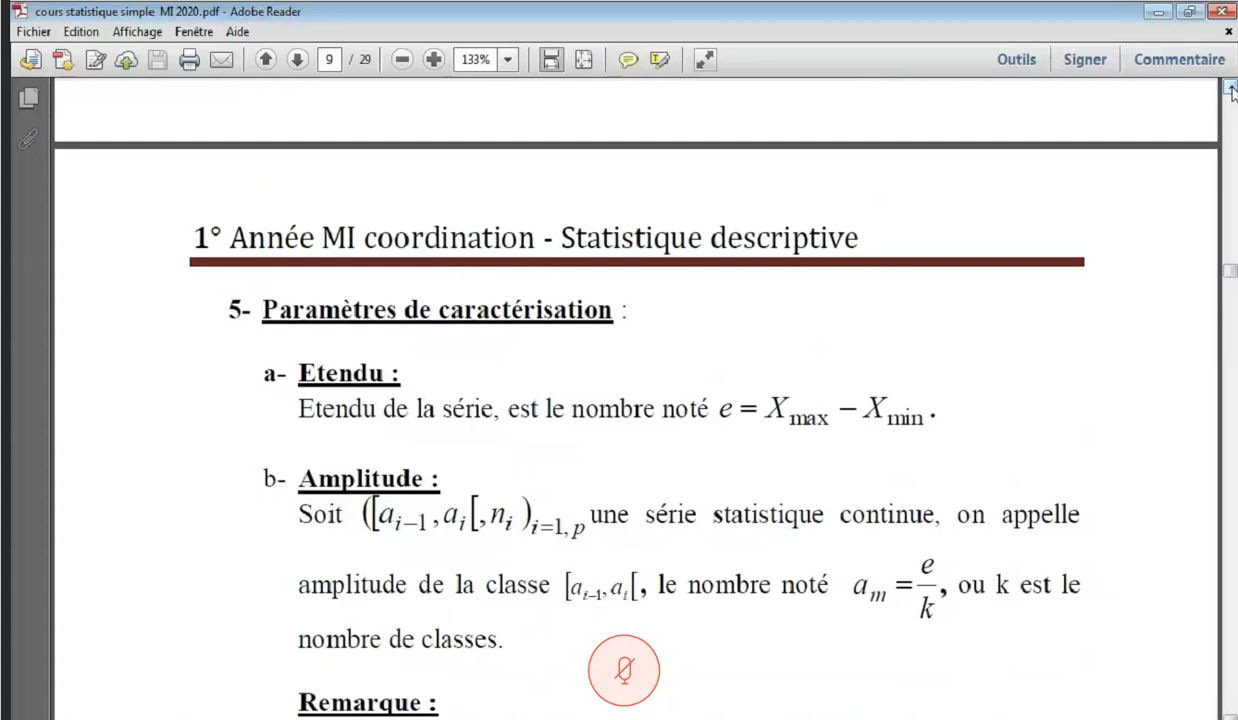 cours statistique simple MI 2020.pdf - Adobe Reader
Fichier Edition Affichage Fenêtre Aide
9 / 29 133% Outils Signer Commentaire
1° Année MI coordination - Statistique descriptive
5- Paramètres de caractérisation :
a- Etendu :
Etendu de la série, est le nombre noté e = X_max − X_min .
b- Amplitude :
Soit ([a_{i−1}, a_i[, n_i)_{i=1,p} une série statistique continue, on appelle
amplitude de la classe [a_{i−1}, a_i[, le nombre noté a_m = e/k, ou k est le
nombre de classes.
Remarque :